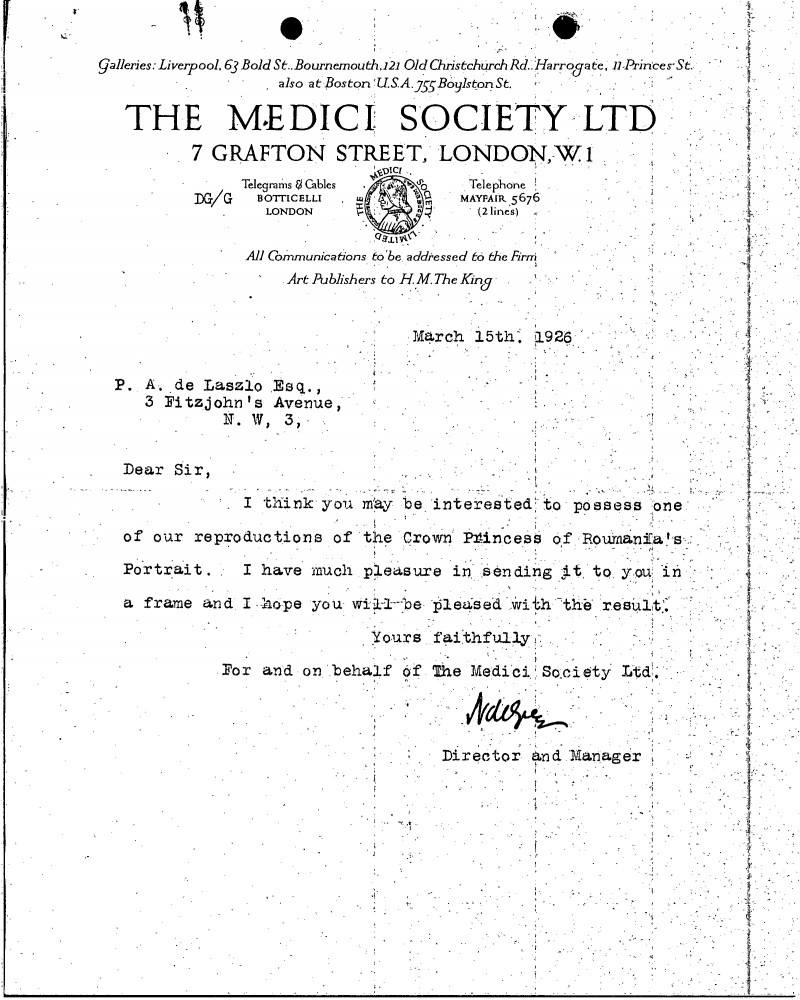 Galleries: Liverpool, 63 Bold St.. Bournemouth, 121 Old Christchurch Rd.. Harrogate, 11 Princes St.
also at Boston U.S.A. 755 Boylston St.
THE MEDICI SOCIETY LTD
7 GRAFTON STREET, LONDON, W.1
DG/G
Telegrams & Cables
BOTTICELLI
LONDON
THE MEDICI SOCIETY LIMITED
Telephone
MAYFAIR 5676
(2 lines)
All Communications to be addressed to the Firm
Art Publishers to H.M. The King
March 15th. 1926
P. A. de Laszlo Esq.,
3 Fitzjohn's Avenue,
N. W, 3,
Dear Sir,
I think you may be interested to possess one
of our reproductions of the Crown Princess of Roumania's
Portrait. I have much pleasure in sending it to you in
a frame and I hope you will be pleased with the result.
Yours faithfully
For and on behalf of The Medici Society Ltd.
Director and Manager